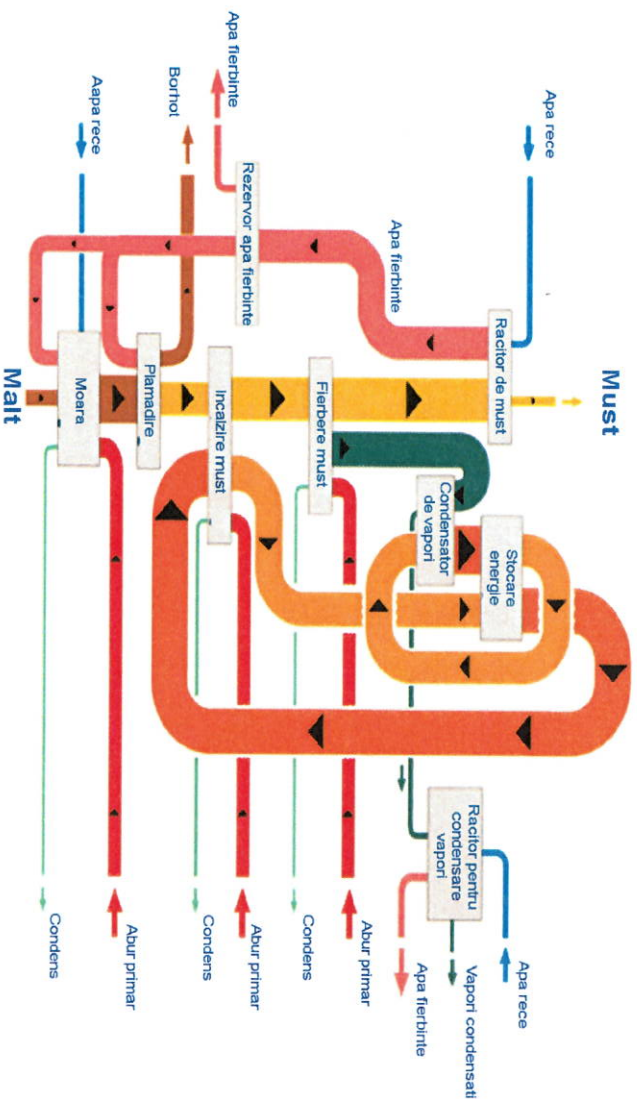 Must
Apa rece
Racitor de must
Stocare
energie
Apa rece
Vapori condensati
Racitor pentru
condensare
vapori
Condensator
de vapori
Apa fierbinte
Apa fierbinte
Abur primar
Fierbere must
Condens
Rezervor apa fierbinte
Abur primar
Apa fierbinte
Incalzire must
Condens
Borhot
Plamadire
Abur primar
Aapa rece
Moara
Condens
Malt